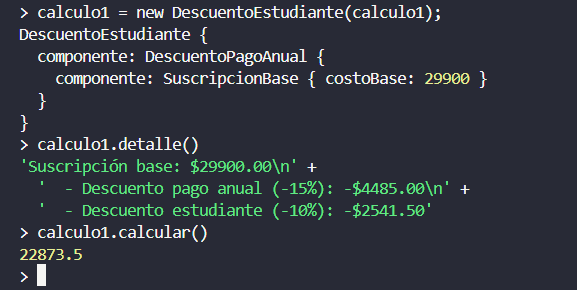 > calculo1 = new DescuentoEstudiante(calculo1);
DescuentoEstudiante {
  componente: DescuentoPagoAnual {
    componente: SuscripcionBase { costoBase: 29900 }
  }
}
> calculo1.detalle()
'Suscripción base: $29900.00\n' +
  '  - Descuento pago anual (-15%): -$4485.00\n' +
  '  - Descuento estudiante (-10%): -$2541.50'
> calculo1.calcular()
22873.5
>